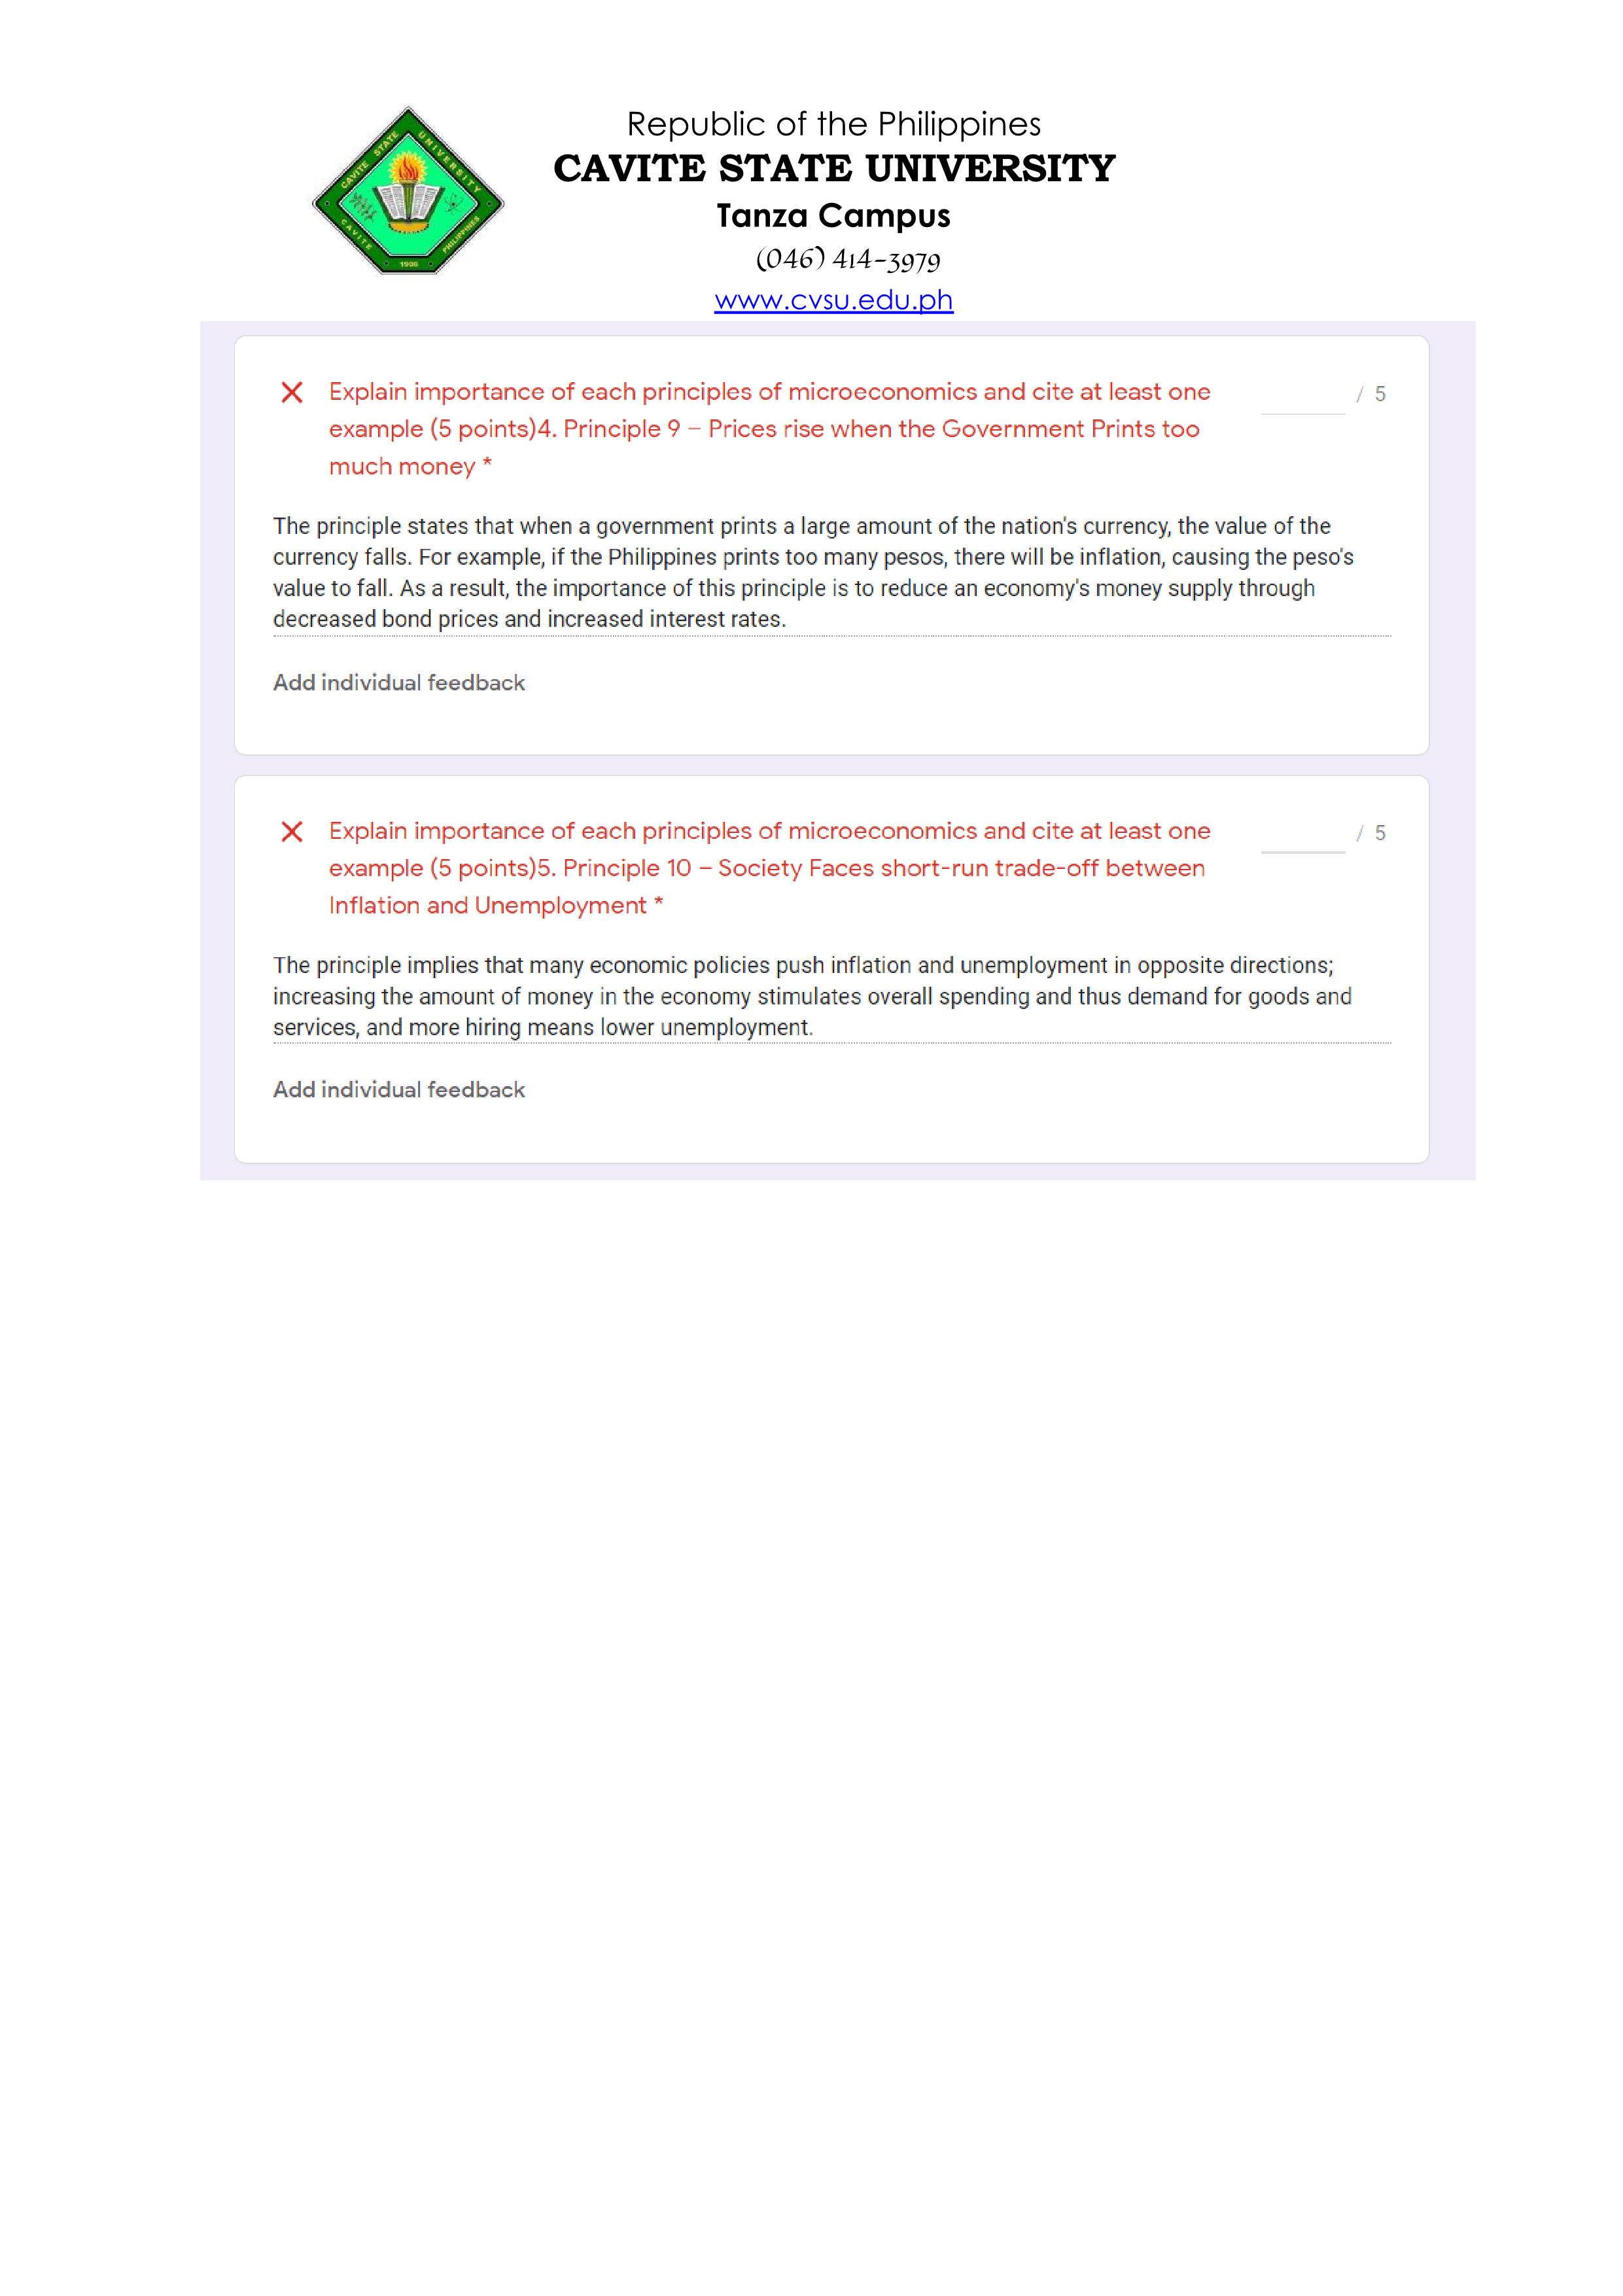 CAVITE STATE UNIVERSITY
CAVITE PHILIPPINES
1906
Republic of the Philippines
CAVITE STATE UNIVERSITY
Tanza Campus
(046) 414-3979
www.cvsu.edu.ph
Explain importance of each principles of microeconomics and cite at least one
/ 5
example (5 points)4. Principle 9 – Prices rise when the Government Prints too
much money *
The principle states that when a government prints a large amount of the nation's currency, the value of the
currency falls. For example, if the Philippines prints too many pesos, there will be inflation, causing the peso's
value to fall. As a result, the importance of this principle is to reduce an economy's money supply through
decreased bond prices and increased interest rates.
Add individual feedback
Explain importance of each principles of microeconomics and cite at least one
/ 5
example (5 points)5. Principle 10 – Society Faces short-run trade-off between
Inflation and Unemployment *
The principle implies that many economic policies push inflation and unemployment in opposite directions;
increasing the amount of money in the economy stimulates overall spending and thus demand for goods and
services, and more hiring means lower unemployment.
Add individual feedback